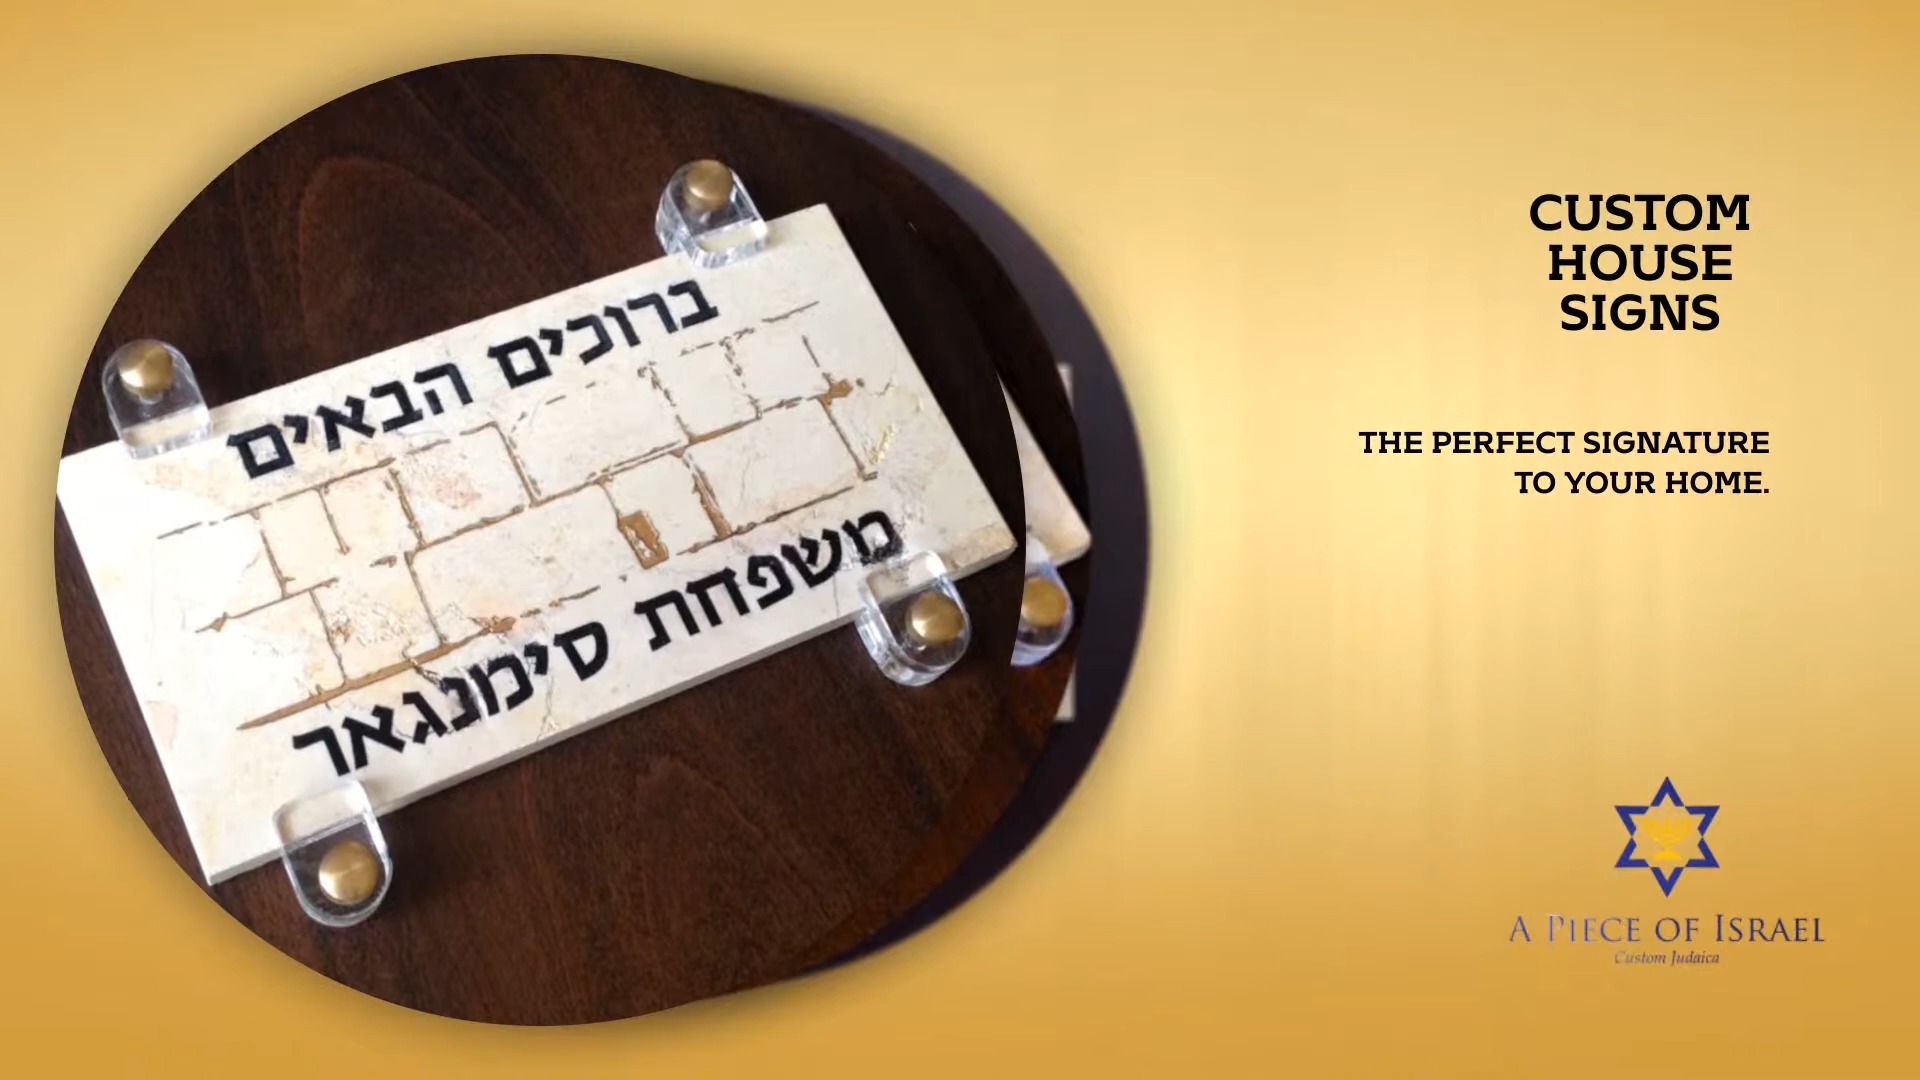 ברוכים הבאים
משפחת סימנגאר
CUSTOM
HOUSE
SIGNS
THE PERFECT SIGNATURE
TO YOUR HOME.
A PIECE OF ISRAEL
Custom Judaica